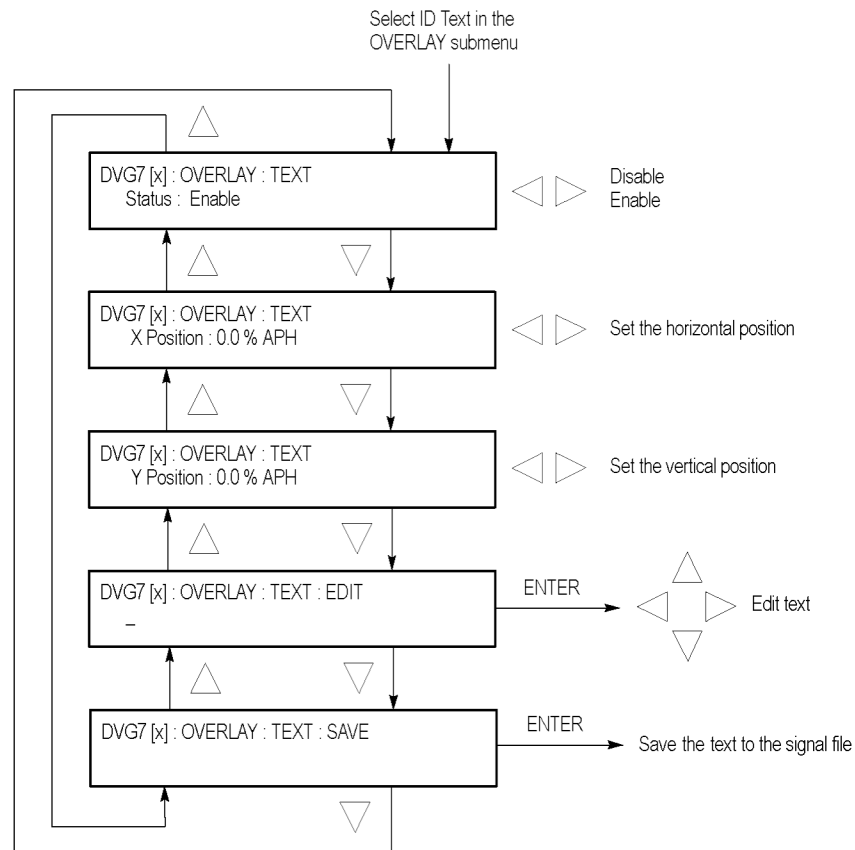 Select ID Text in the
OVERLAY submenu
DVG7 [x] : OVERLAY : TEXT
Status : Enable
Disable
Enable
DVG7 [x] : OVERLAY : TEXT
X Position : 0.0 % APH
Set the horizontal position
DVG7 [x] : OVERLAY : TEXT
Y Position : 0.0 % APH
Set the vertical position
DVG7 [x] : OVERLAY : TEXT : EDIT
_
ENTER
Edit text
DVG7 [x] : OVERLAY : TEXT : SAVE
ENTER
Save the text to the signal file